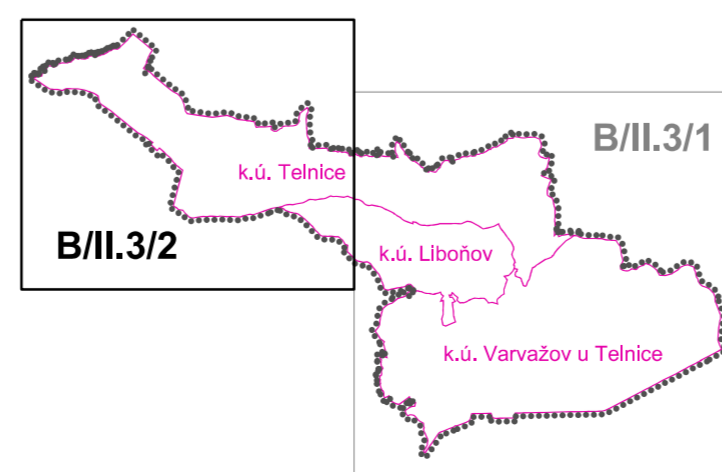 B/II.3/1
k.ú. Telnice
B/II.3/2
k.ú. Liboňov
k.ú. Varvažov u Telnice